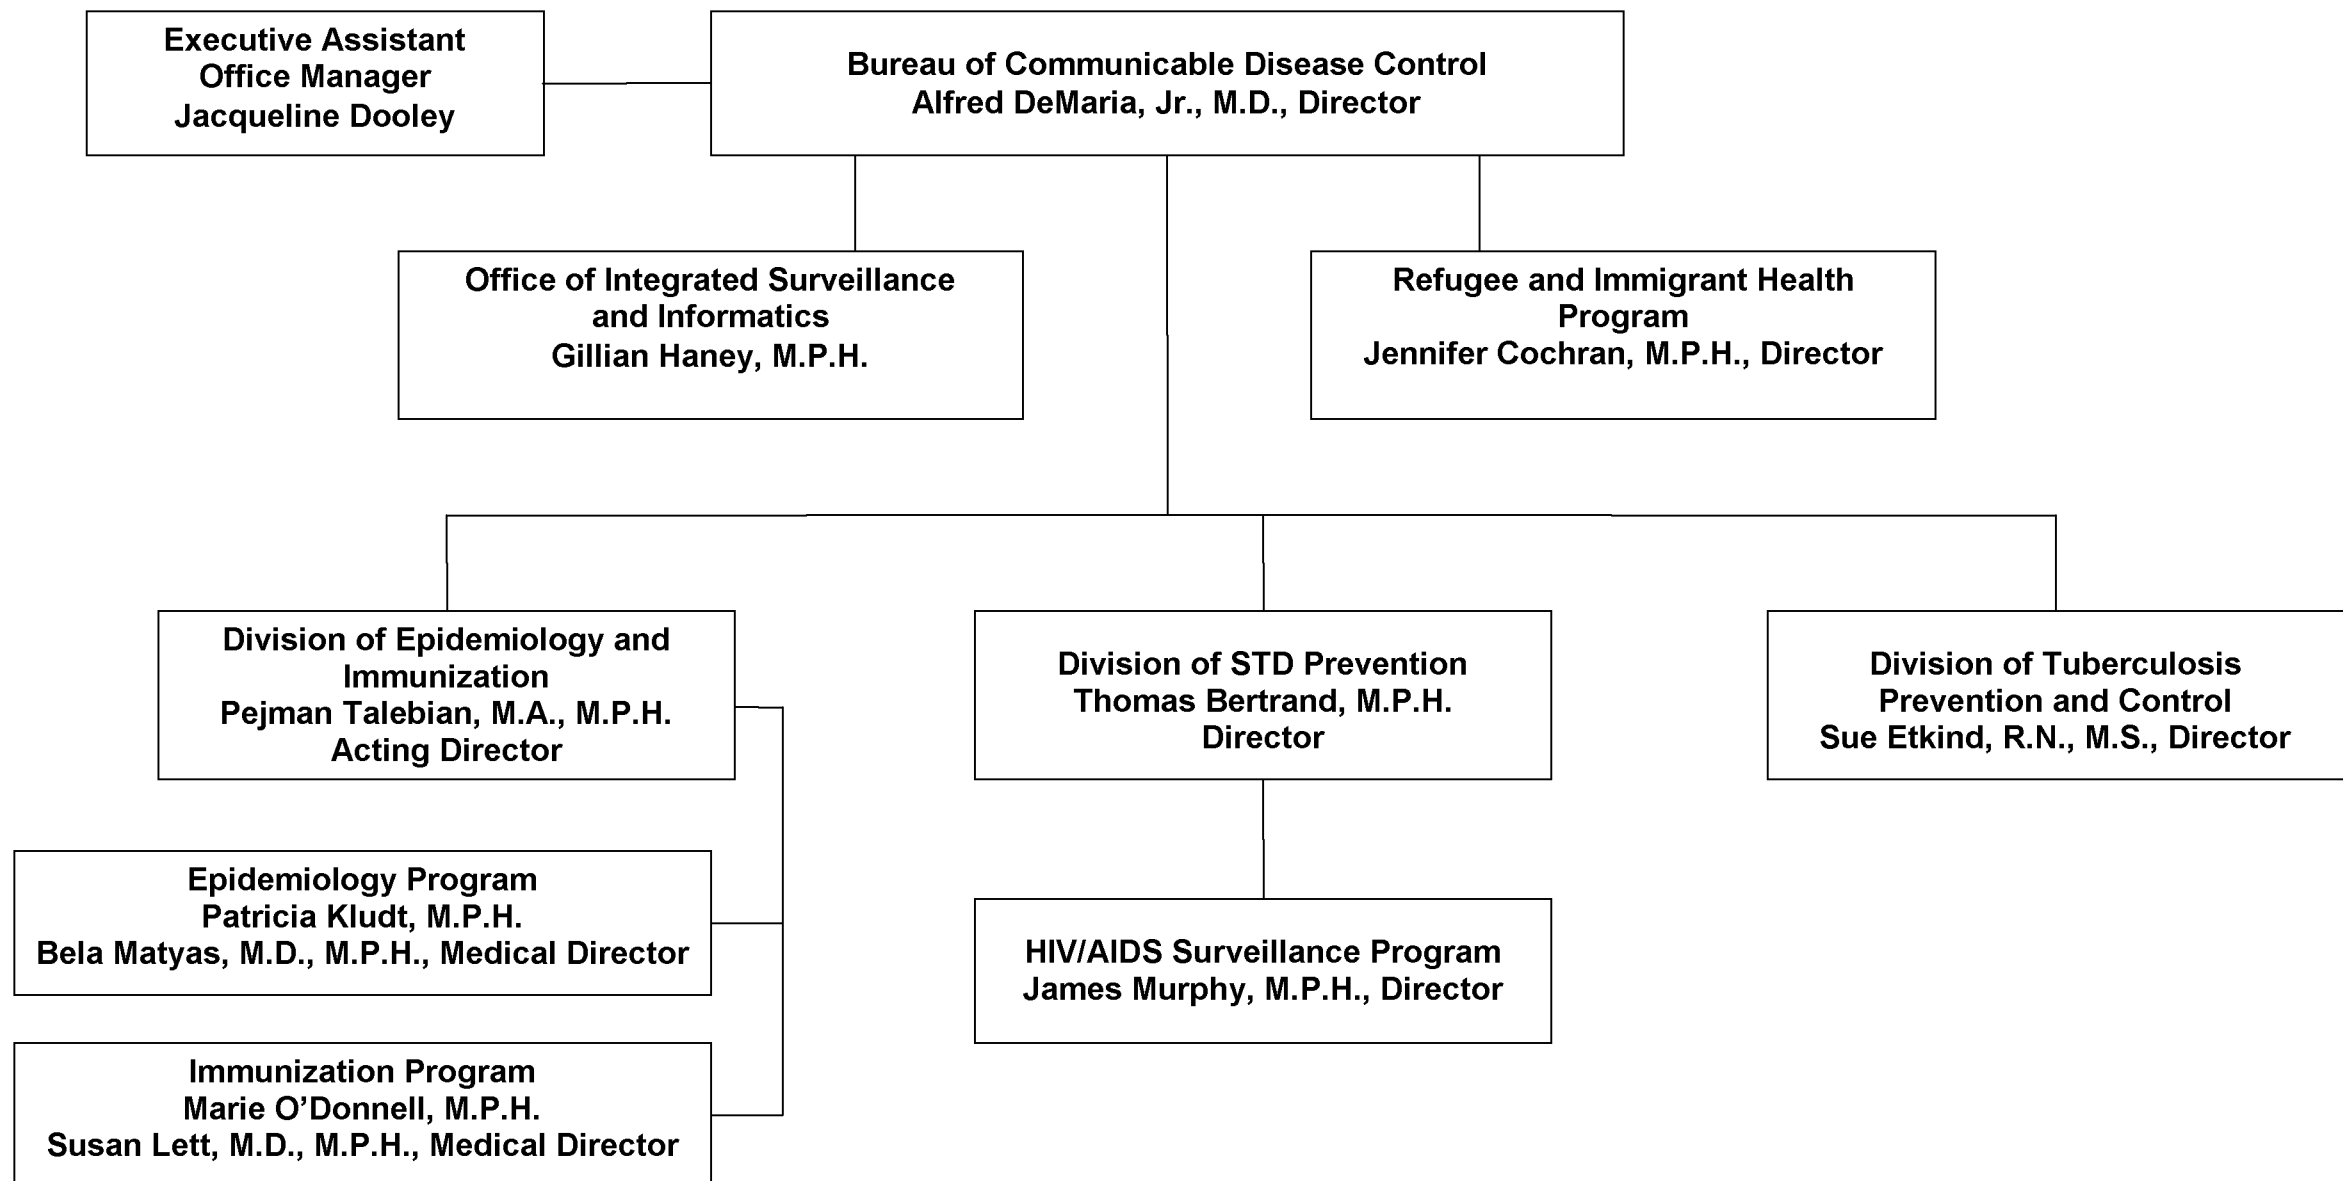 Executive Assistant
Office Manager
Jacqueline Dooley
Bureau of Communicable Disease Control
Alfred DeMaria, Jr., M.D., Director
Office of Integrated Surveillance
and Informatics
Gillian Haney, M.P.H.
Refugee and Immigrant Health
Program
Jennifer Cochran, M.P.H., Director
Division of Epidemiology and
Immunization
Pejman Talebian, M.A., M.P.H.
Acting Director
Division of STD Prevention
Thomas Bertrand, M.P.H.
Director
Division of Tuberculosis
Prevention and Control
Sue Etkind, R.N., M.S., Director
Epidemiology Program
Patricia Kludt, M.P.H.
Bela Matyas, M.D., M.P.H., Medical Director
HIV/AIDS Surveillance Program
James Murphy, M.P.H., Director
Immunization Program
Marie O’Donnell, M.P.H.
Susan Lett, M.D., M.P.H., Medical Director